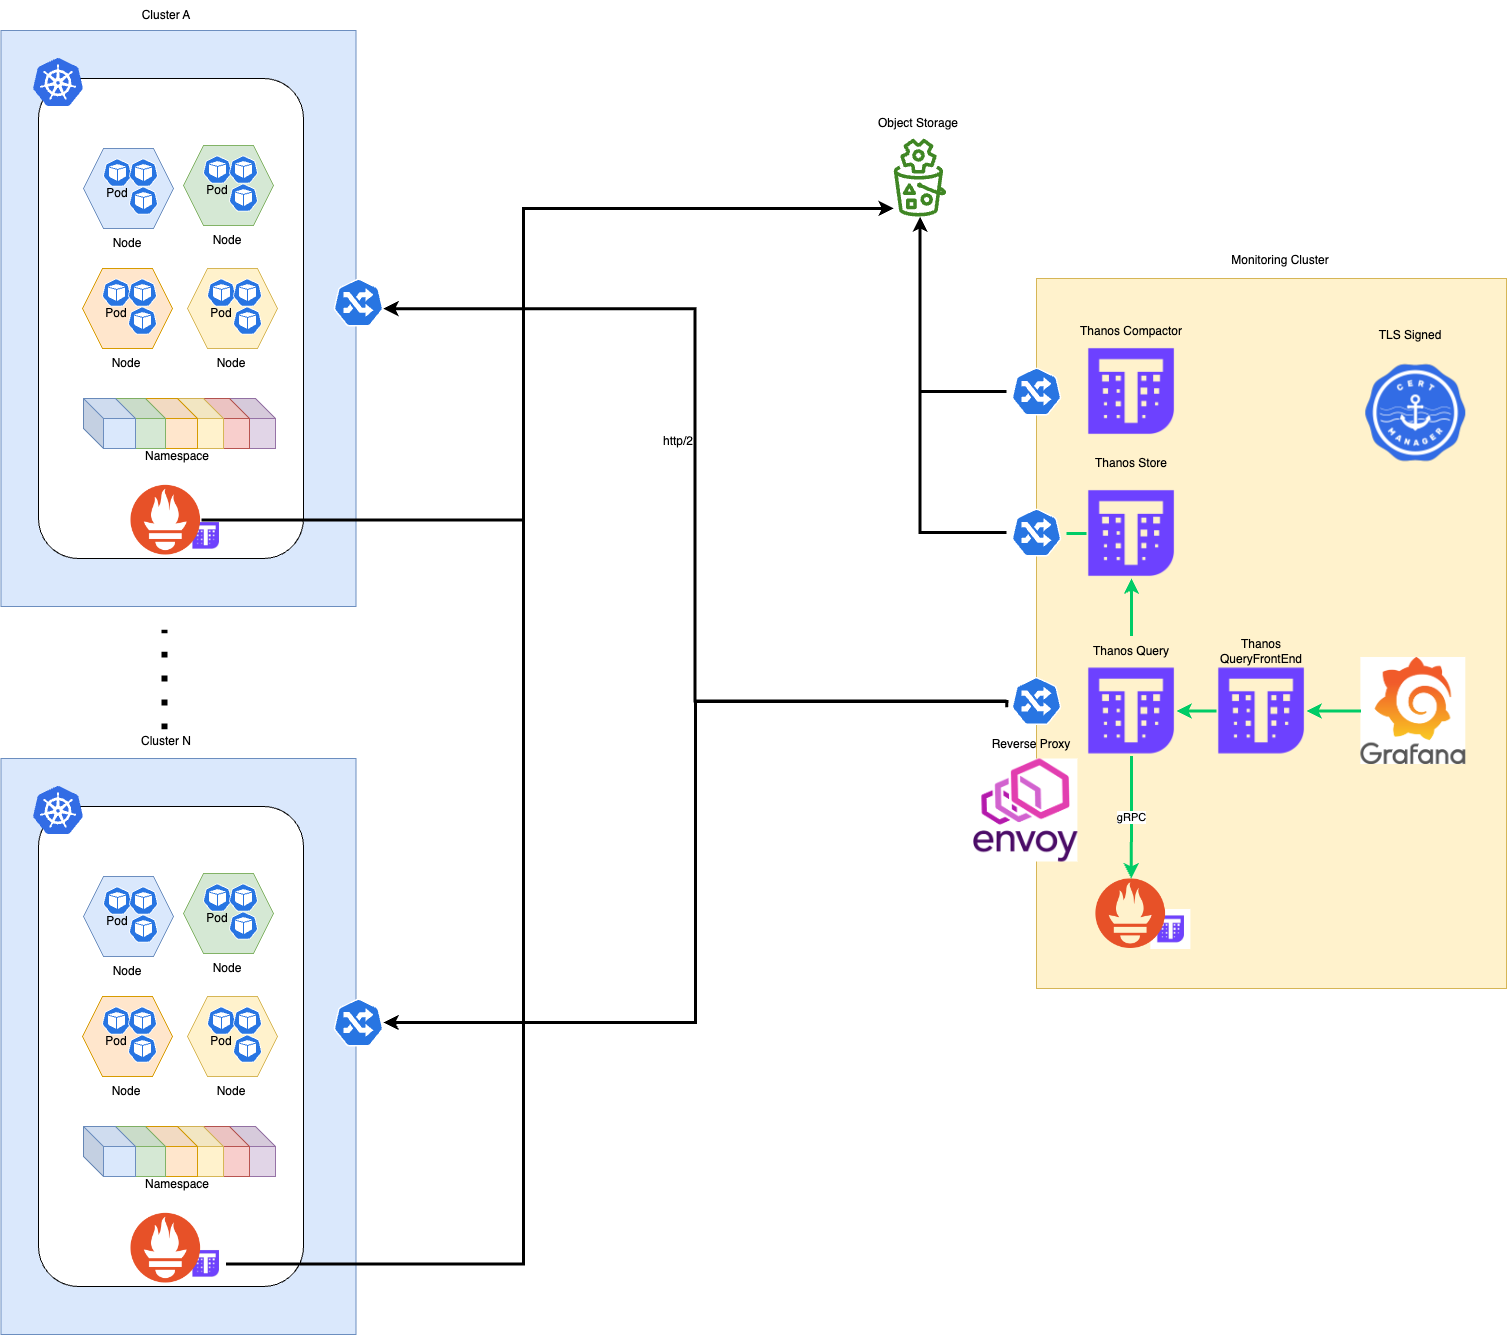 Cluster A
Pod
Pod
Node
Node
Pod
Pod
Node
Node
Namespace
Cluster N
Pod
Pod
Node
Node
Pod
Pod
Node
Node
Namespace
http/2
Object Storage
Monitoring Cluster
Thanos Compactor
TLS Signed
CERT
MANAGER
Thanos Store
Thanos Query
Thanos
QueryFrontEnd
Grafana
Reverse Proxy
envoy
gRPC